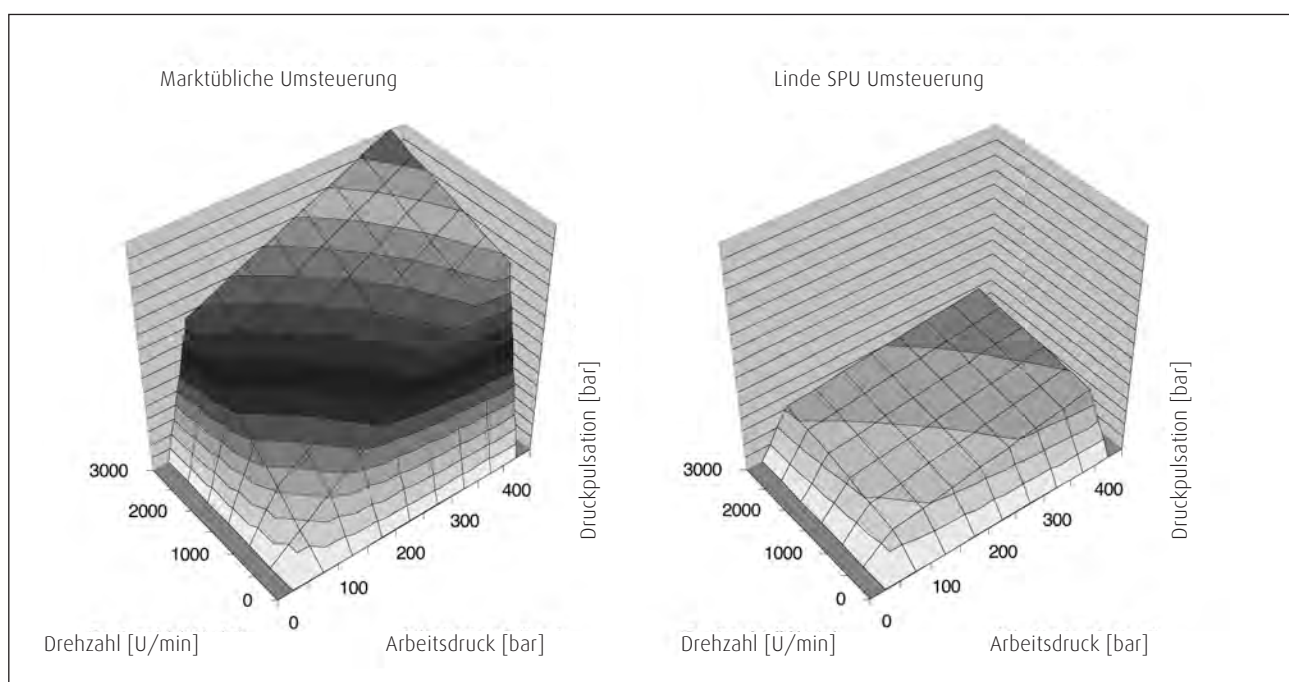 Marktübliche Umsteuerung
3000
2000
1000
0
0
100
200
300
400
Druckpulsation [bar]
Drehzahl [U/min]
Arbeitsdruck [bar]
Linde SPU Umsteuerung
3000
2000
1000
0
0
100
200
300
400
Druckpulsation [bar]
Drehzahl [U/min]
Arbeitsdruck [bar]